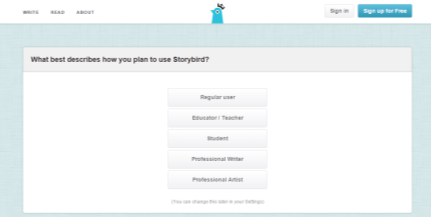 WRITE READ ABOUT Sign in Sign up for Free
What best describes how you plan to use Storybird?
Regular user
Educator / Teacher
Student
Professional Writer
Professional Artist
(You can change this later in your Settings)